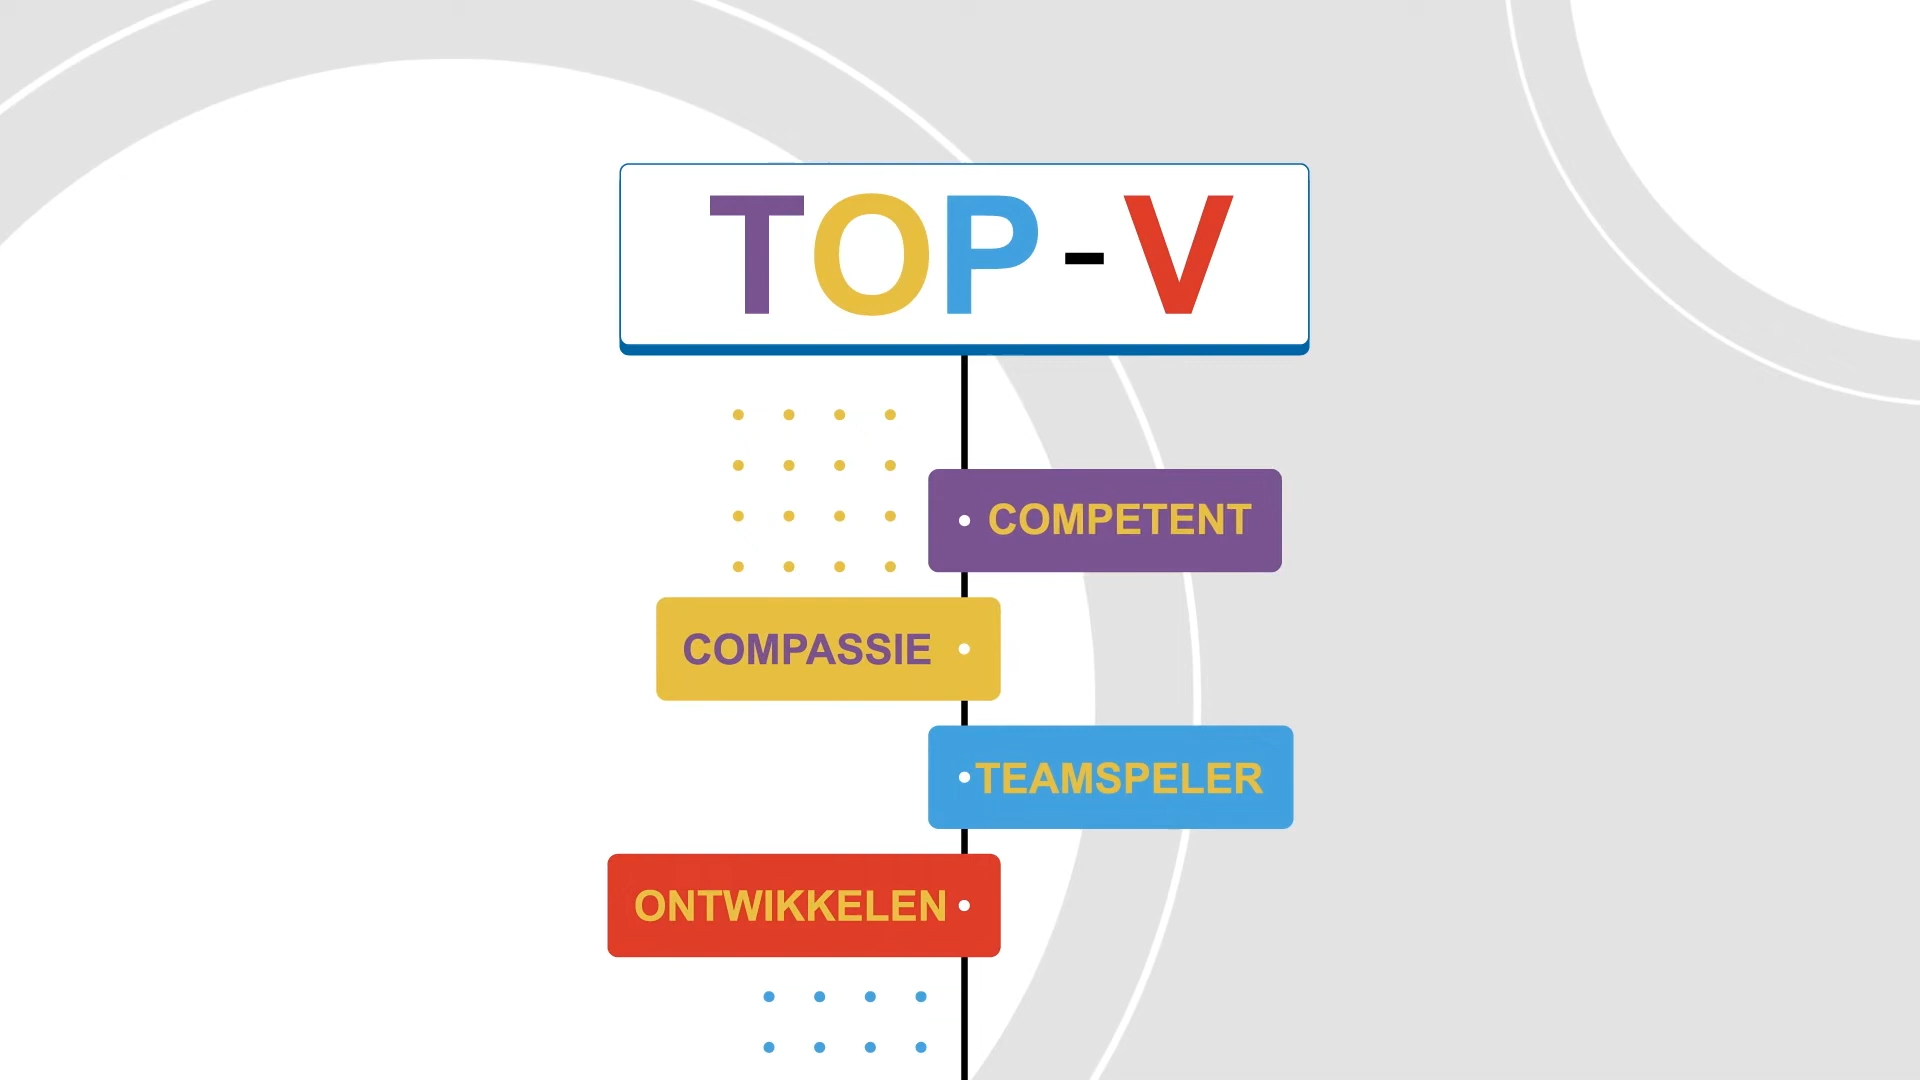 TOP-V
COMPETENT
COMPASSIE
TEAMSPELER
ONTWIKKELEN